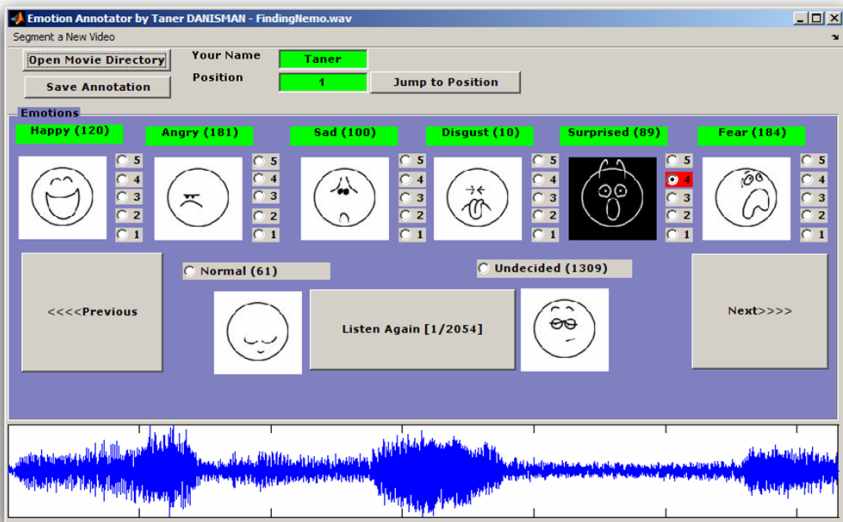 Emotion Annotator by Taner DANISMAN - FindingNemo.wav
Segment a New Video
Open Movie Directory
Your Name
Taner
Save Annotation
Position
1
Jump to Position
Emotions
Happy (120)
Angry (181)
Sad (100)
Disgust (10)
Surprised (89)
Fear (184)
5 5 5 5 5 5
4 4 4 4 4 4
3 3 3 3 3 3
2 2 2 2 2 2
1 1 1 1 1 1
Normal (61)
Undecided (1309)
<<<<Previous
Listen Again [1/2054]
Next>>>>